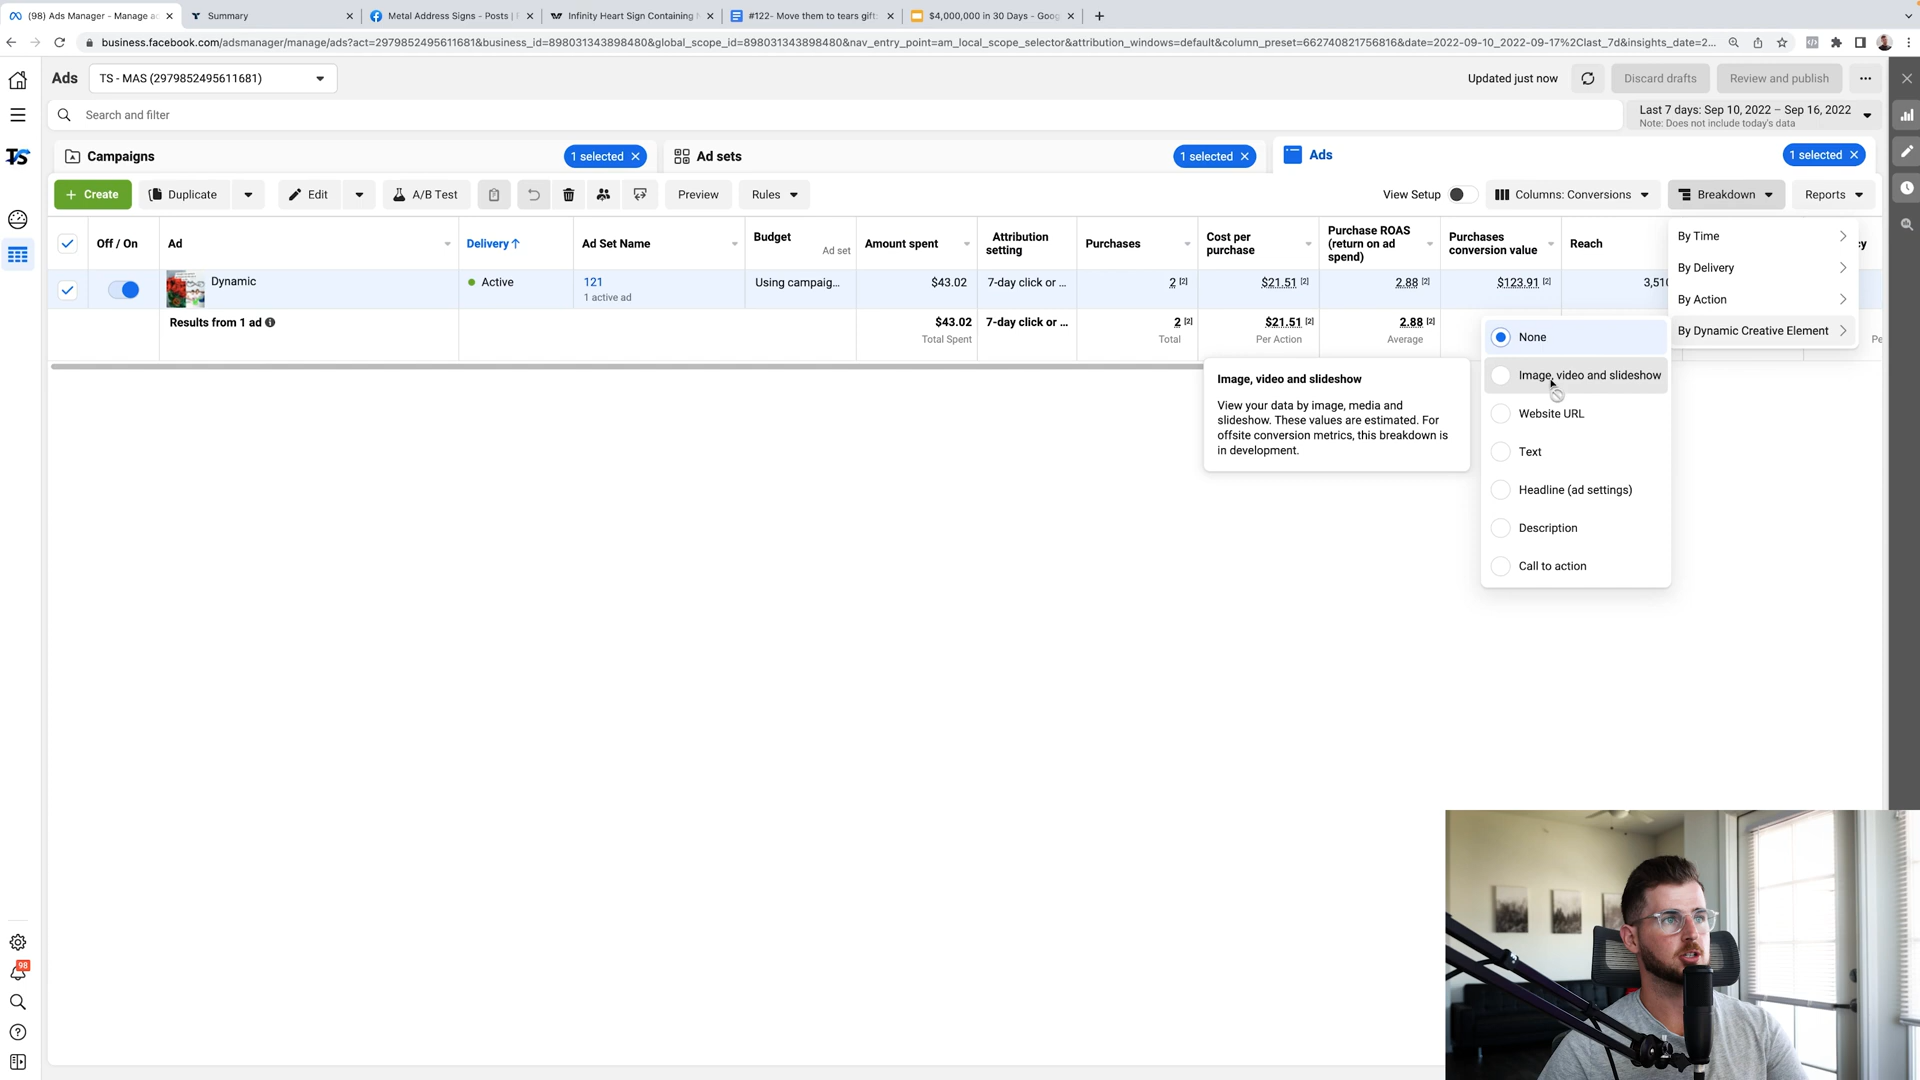 (98) Ads Manager - Manage ad
Summary
Metal Address Signs - Posts | F
Infinity Heart Sign Containing N
#122- Move them to tears gift:
$4,000,000 in 30 Days - Goog
business.facebook.com/adsmanager/manage/ads?act=2979852495611681&business_id=898031343898480&global_scope_id=898031343898480&nav_entry_point=am_local_scope_selector&attribution_windows=default&column_preset=662740821756816&date=2022-09-10_2022-09-17%2Clast_7d&insights_date=2...
Ads
TS - MAS (2979852495611681)
Updated just now
Discard drafts
Review and publish
Search and filter
Last 7 days: Sep 10, 2022 – Sep 16, 2022
Note: Does not include today's data
TS
Campaigns
1 selected
Ad sets
1 selected
Ads
1 selected
+ Create
Duplicate
Edit
A/B Test
Preview
Rules
View Setup
Columns: Conversions
Breakdown
Reports
Off / On
Ad
Delivery
Ad Set Name
Budget
Ad set
Amount spent
Attribution setting
Purchases
Cost per purchase
Purchase ROAS (return on ad spend)
Purchases conversion value
Reach
cy
Dynamic
Active
121
1 active ad
Using campaig...
$43.02
7-day click or ...
2 [2]
$21.51 [2]
2.88 [2]
$123.91 [2]
3,510
Results from 1 ad
$43.02
Total Spent
7-day click or ...
2 [2]
Total
$21.51 [2]
Per Action
2.88 [2]
Average
Pe
By Time
By Delivery
By Action
By Dynamic Creative Element
None
Image, video and slideshow
Website URL
Text
Headline (ad settings)
Description
Call to action
Image, video and slideshow
View your data by image, media and
slideshow. These values are estimated. For
offsite conversion metrics, this breakdown is
in development.
98